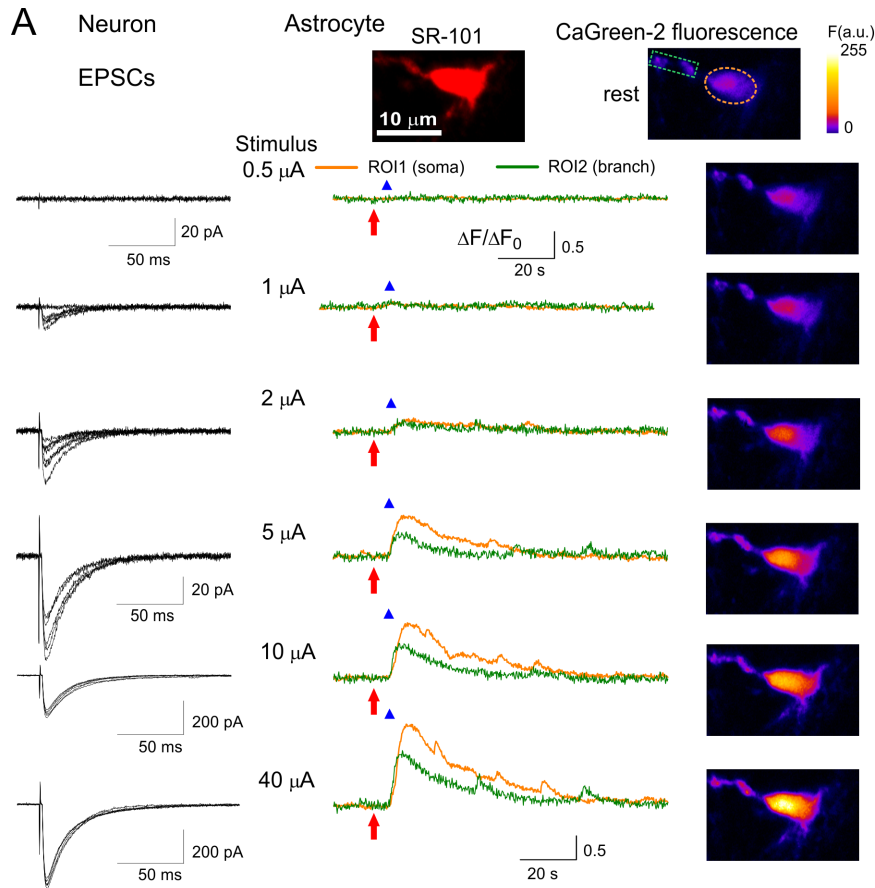 A
Neuron
Astrocyte
SR-101
CaGreen-2 fluorescence
F(a.u.)
255
EPSCs
rest
10 μm
0
Stimulus
0.5 μA
ROI1 (soma)
ROI2 (branch)
20 pA
50 ms
ΔF/ΔF0
0.5
20 s
1 μA
2 μA
5 μA
20 pA
50 ms
10 μA
200 pA
50 ms
40 μA
200 pA
50 ms
0.5
20 s